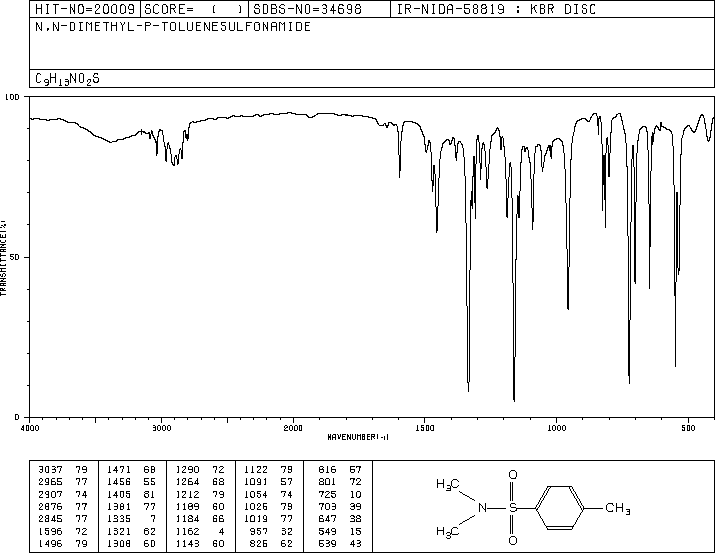 HIT-NO=20009 SCORE= ( ) SDBS-NO=34698 IR-NIDA-58819 : KBR DISC
N,N-DIMETHYL-P-TOLUENESULFONAMIDE
C9H13NO2S
100
50
0
TRANSMITTANCE(%)
4000 3000 2000 1500 1000 500
WAVENUMBER(-1)
3037 79 1471 68 1290 72 1122 79 816 57
2965 77 1456 55 1264 68 1091 57 801 72
2907 74 1405 81 1212 79 1054 74 725 10
2876 77 1381 77 1189 60 1026 79 703 39
2845 77 1335 7 1184 66 1019 77 647 38
1596 72 1321 62 1162 4 957 32 549 15
1496 79 1308 60 1143 60 826 62 539 43
O
H3C
N S CH3
H3C
O